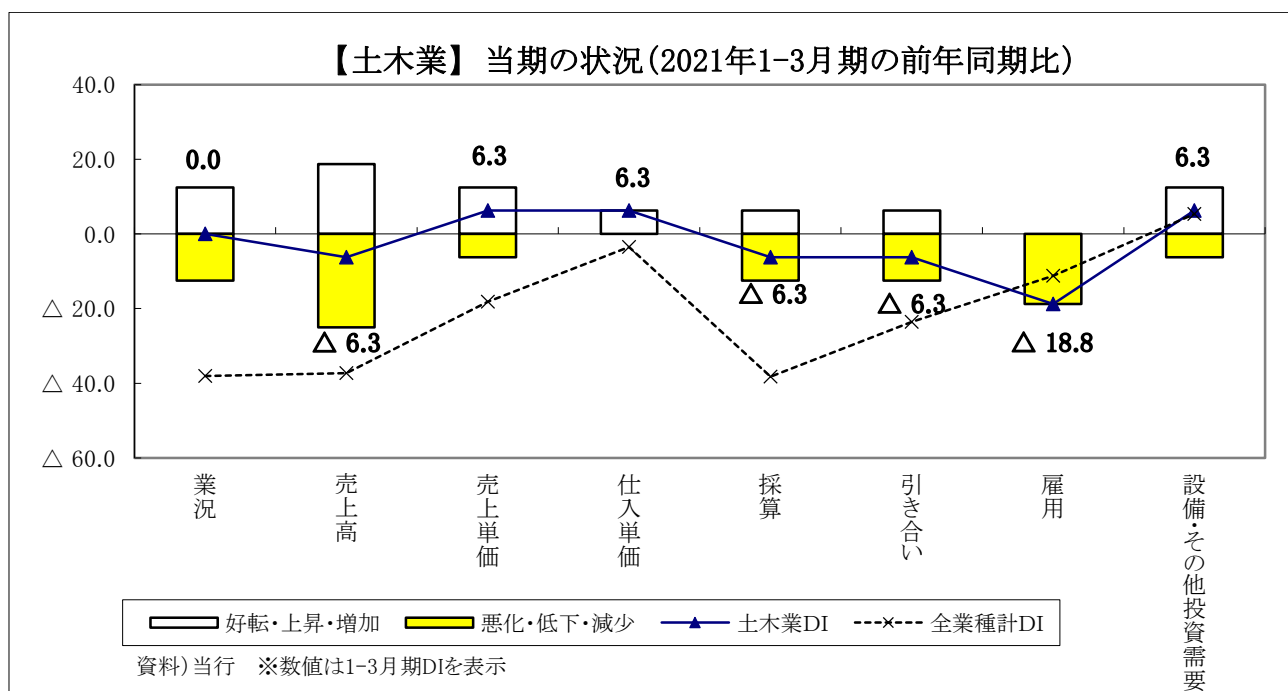 【土木業】 当期の状況(2021年1-3月期の前年同期比)
40.0
20.0
0.0
△ 20.0
△ 40.0
△ 60.0
0.0
△ 6.3
6.3
6.3
△ 6.3
△ 6.3
△ 18.8
6.3
業況
売上高
売上単価
仕入単価
採算
引き合い
雇用
設備・その他投資需要
好転・上昇・増加 悪化・低下・減少 土木業DI 全業種計DI
資料)当行 ※数値は1-3月期DIを表示